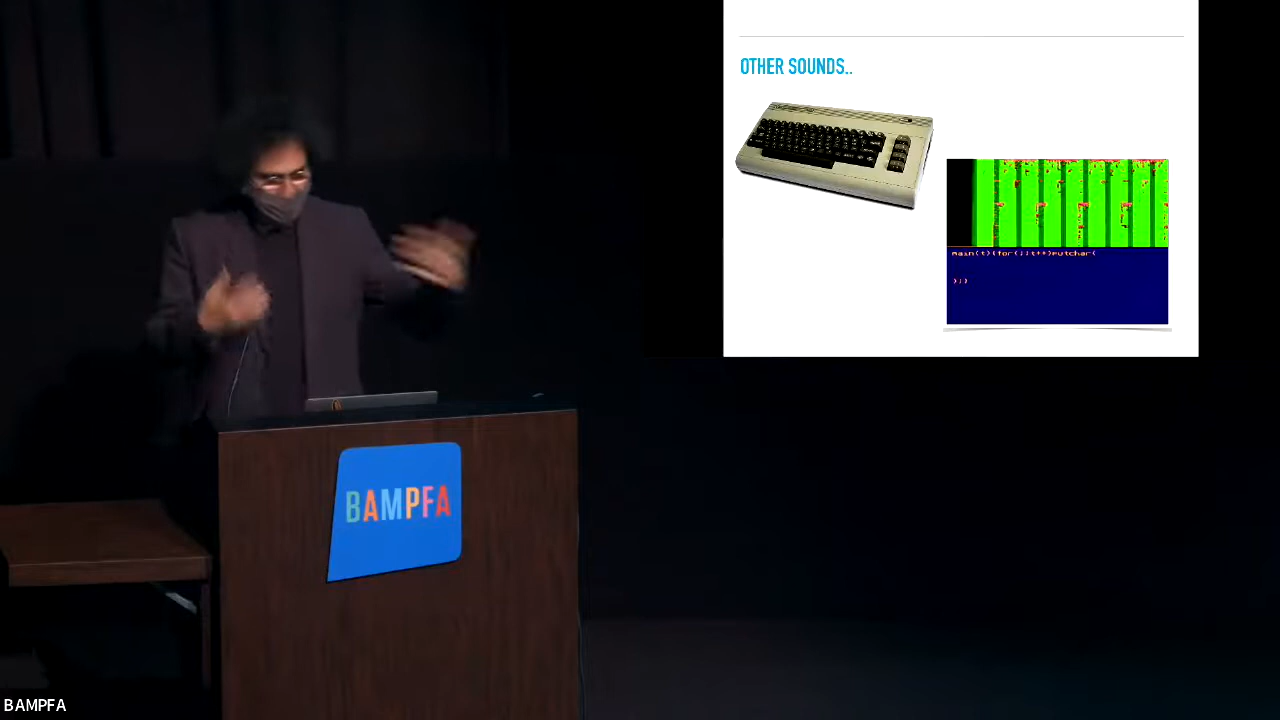 OTHER SOUNDS..
main(t){for(;;t++)putchar(
);}
BAMPFA
BAMPFA